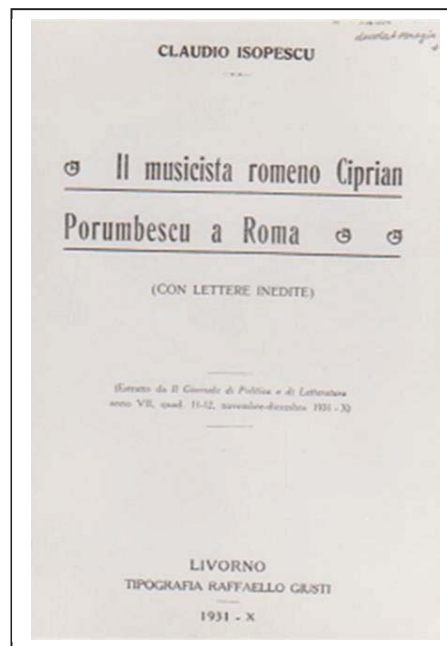 CLAUDIO ISOPESCU
Il musicista romeno Ciprian
Porumbescu a Roma
(CON LETTERE INEDITE)
(Estratto da Il Giornale di Politica e di Letteratura
anno VII, quad. 11-12, novembre-dicembre 1931 - X)
LIVORNO
TIPOGRAFIA RAFFAELLO GIUSTI
1931 - X